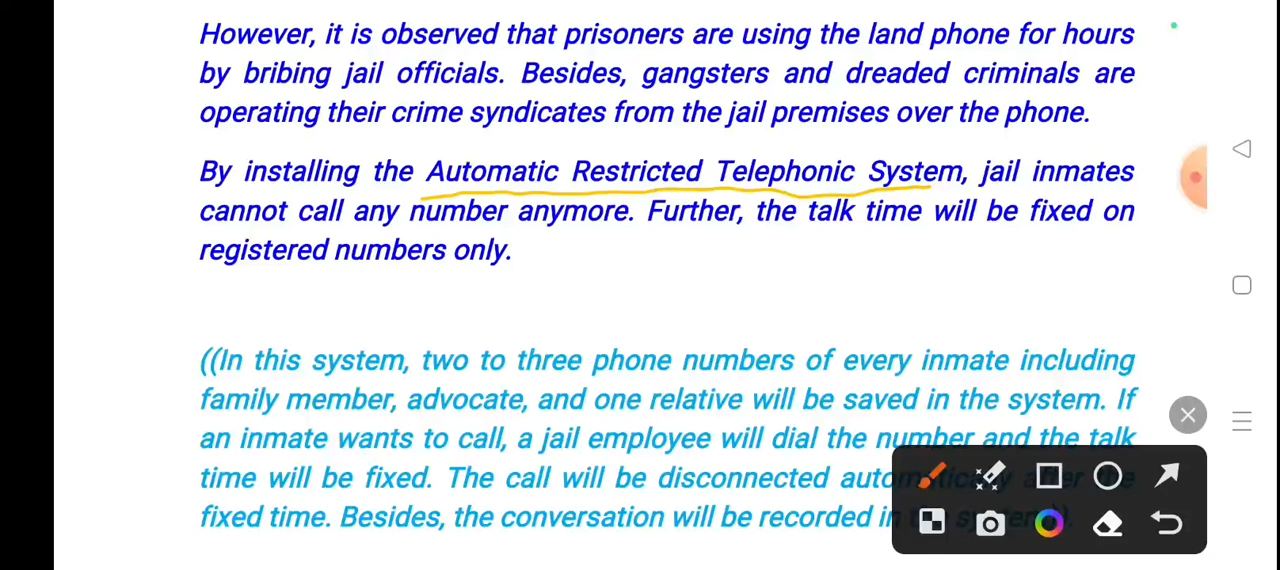 However, it is observed that prisoners are using the land phone for hours
by bribing jail officials. Besides, gangsters and dreaded criminals are
operating their crime syndicates from the jail premises over the phone.
By installing the Automatic Restricted Telephonic System, jail inmates
cannot call any number anymore. Further, the talk time will be fixed on
registered numbers only.
((In this system, two to three phone numbers of every inmate including
family member, advocate, and one relative will be saved in the system. If
an inmate wants to call, a jail employee will dial the number and the talk
time will be fixed. The call will be disconnected automatically after the
fixed time. Besides, the conversation will be recorded in the system)).